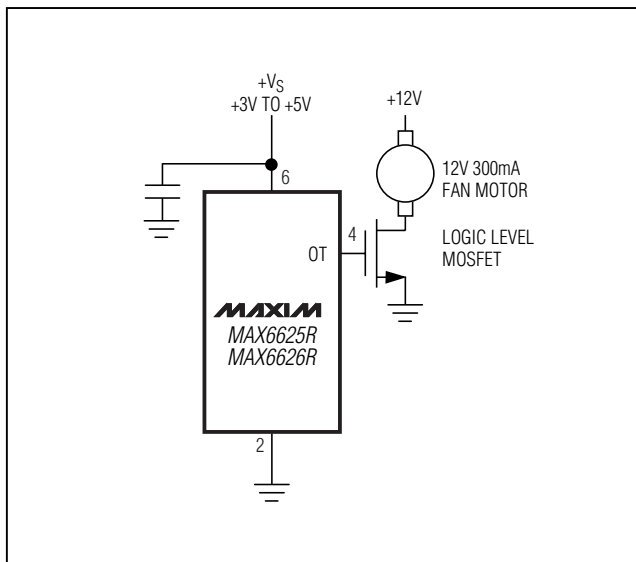 +VS
+3V TO +5V
+12V
6
12V 300mA
FAN MOTOR
4
OT
LOGIC LEVEL
MOSFET
MAXIM
MAX6625R
MAX6626R
2